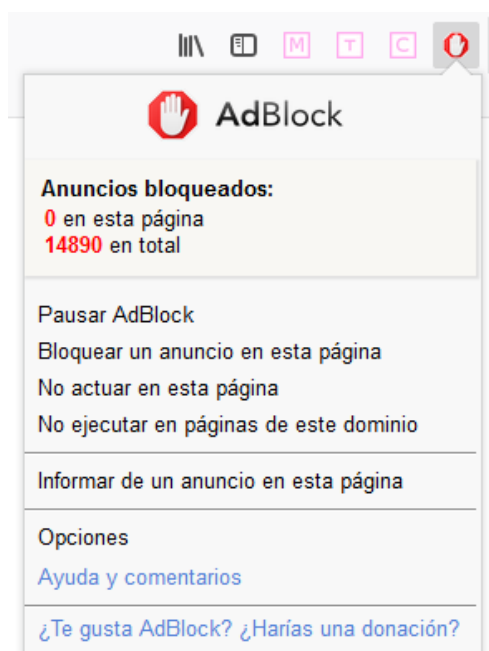 M T C
AdBlock
Anuncios bloqueados:
0 en esta página
14890 en total
Pausar AdBlock
Bloquear un anuncio en esta página
No actuar en esta página
No ejecutar en páginas de este dominio
Informar de un anuncio en esta página
Opciones
Ayuda y comentarios
¿Te gusta AdBlock? ¿Harías una donación?